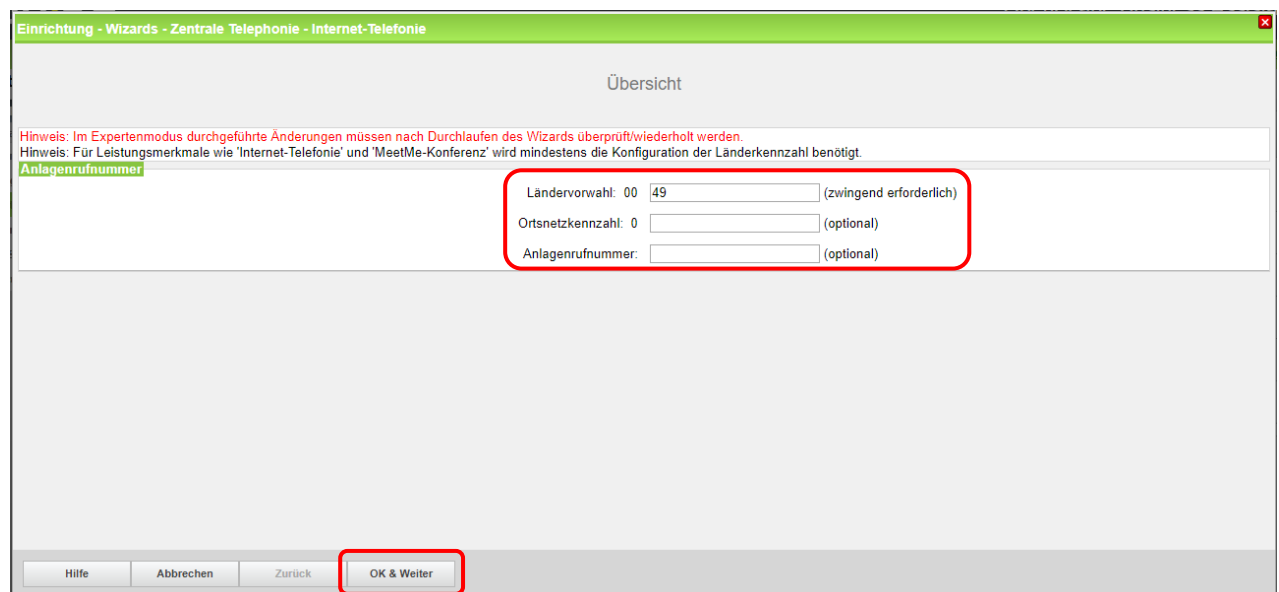 Einrichtung - Wizards - Zentrale Telephonie - Internet-Telefonie
Übersicht
Hinweis: Im Expertenmodus durchgeführte Änderungen müssen nach Durchlaufen des Wizards überprüft/wiederholt werden.
Hinweis: Für Leistungsmerkmale wie 'Internet-Telefonie' und 'MeetMe-Konferenz' wird mindestens die Konfiguration der Länderkennzahl benötigt.
Anlagenrufnummer
Ländervorwahl: 00 49 (zwingend erforderlich)
Ortsnetzkennzahl: 0 (optional)
Anlagenrufnummer: (optional)
Hilfe Abbrechen Zurück OK & Weiter